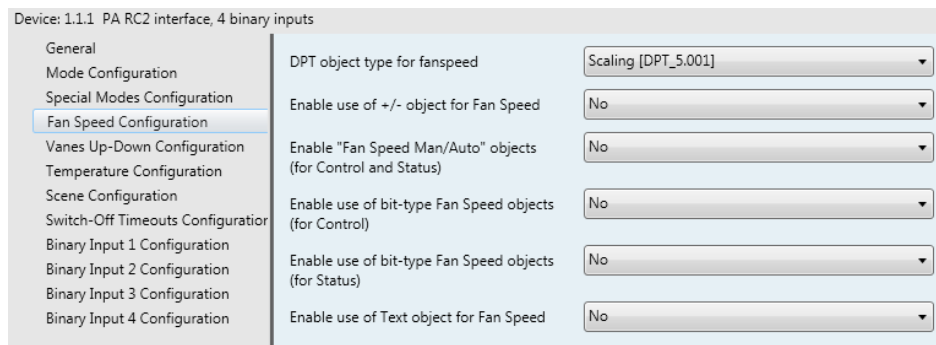 Device: 1.1.1 PA RC2 interface, 4 binary inputs
General
Mode Configuration
Special Modes Configuration
Fan Speed Configuration
Vanes Up-Down Configuration
Temperature Configuration
Scene Configuration
Switch-Off Timeouts Configuration
Binary Input 1 Configuration
Binary Input 2 Configuration
Binary Input 3 Configuration
Binary Input 4 Configuration
DPT object type for fanspeed
Scaling [DPT_5.001]
Enable use of +/- object for Fan Speed
No
Enable "Fan Speed Man/Auto" objects
(for Control and Status)
No
Enable use of bit-type Fan Speed objects
(for Control)
No
Enable use of bit-type Fan Speed objects
(for Status)
No
Enable use of Text object for Fan Speed
No